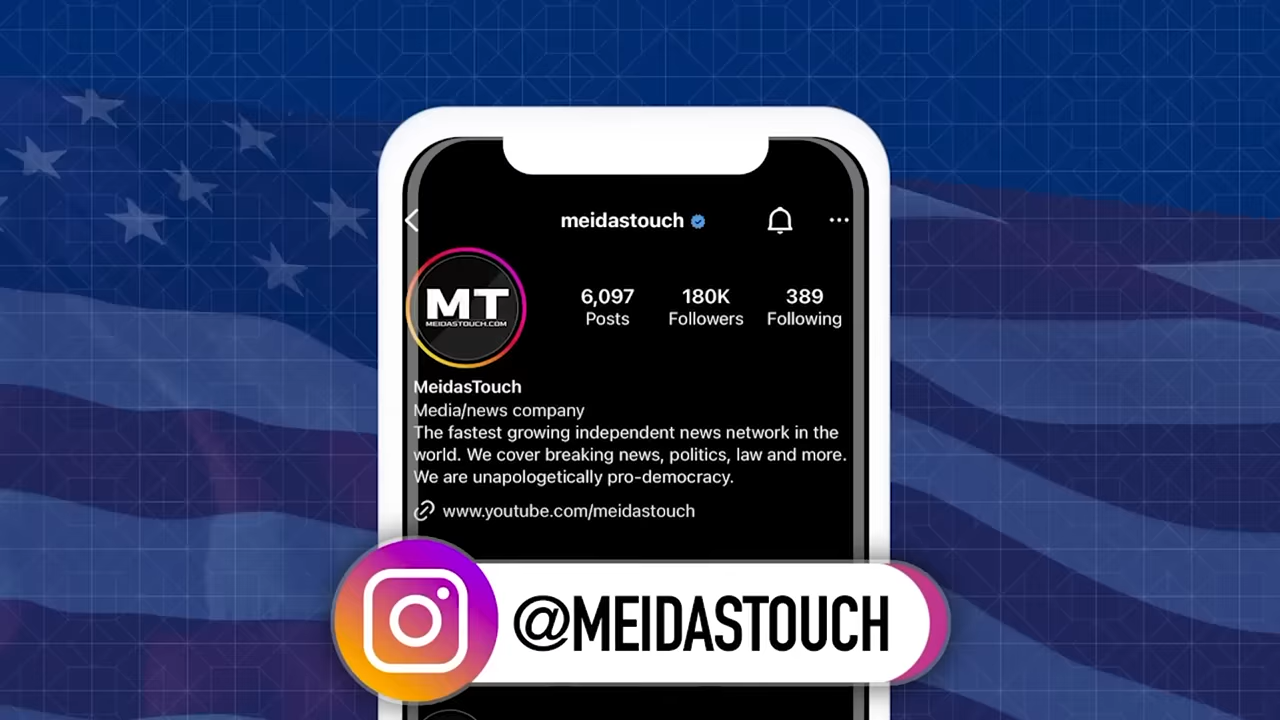 meidastouch
MT
MEIDASTOUCH.COM
6,097 180K 389
Posts Followers Following
MeidasTouch
Media/news company
The fastest growing independent news network in the
world. We cover breaking news, politics, law and more.
We are unapologetically pro-democracy.
www.youtube.com/meidastouch
@MEIDASTOUCH